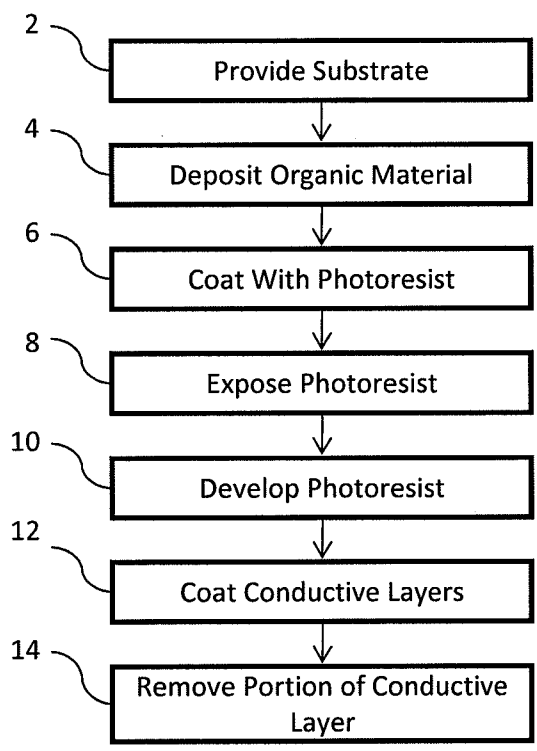 2
Provide Substrate
4
Deposit Organic Material
6
Coat With Photoresist
8
Expose Photoresist
10
Develop Photoresist
12
Coat Conductive Layers
14
Remove Portion of Conductive
Layer